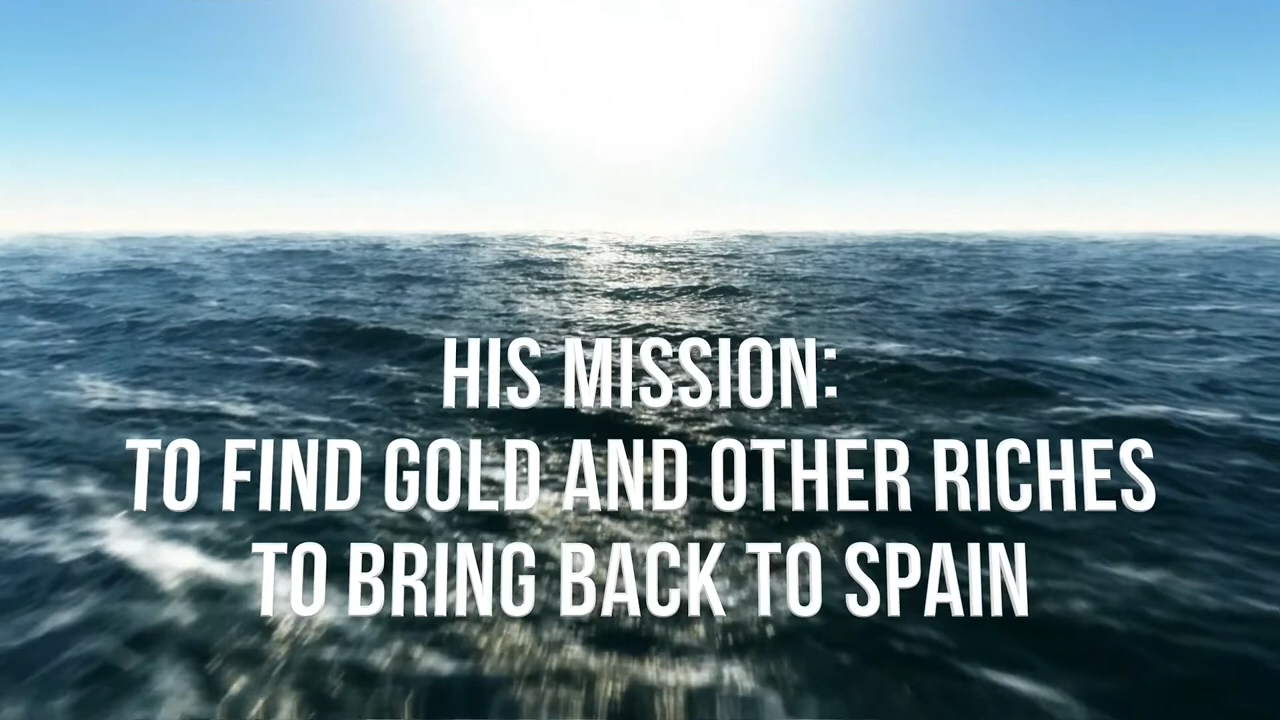 HIS MISSION:
TO FIND GOLD AND OTHER RICHES
TO BRING BACK TO SPAIN